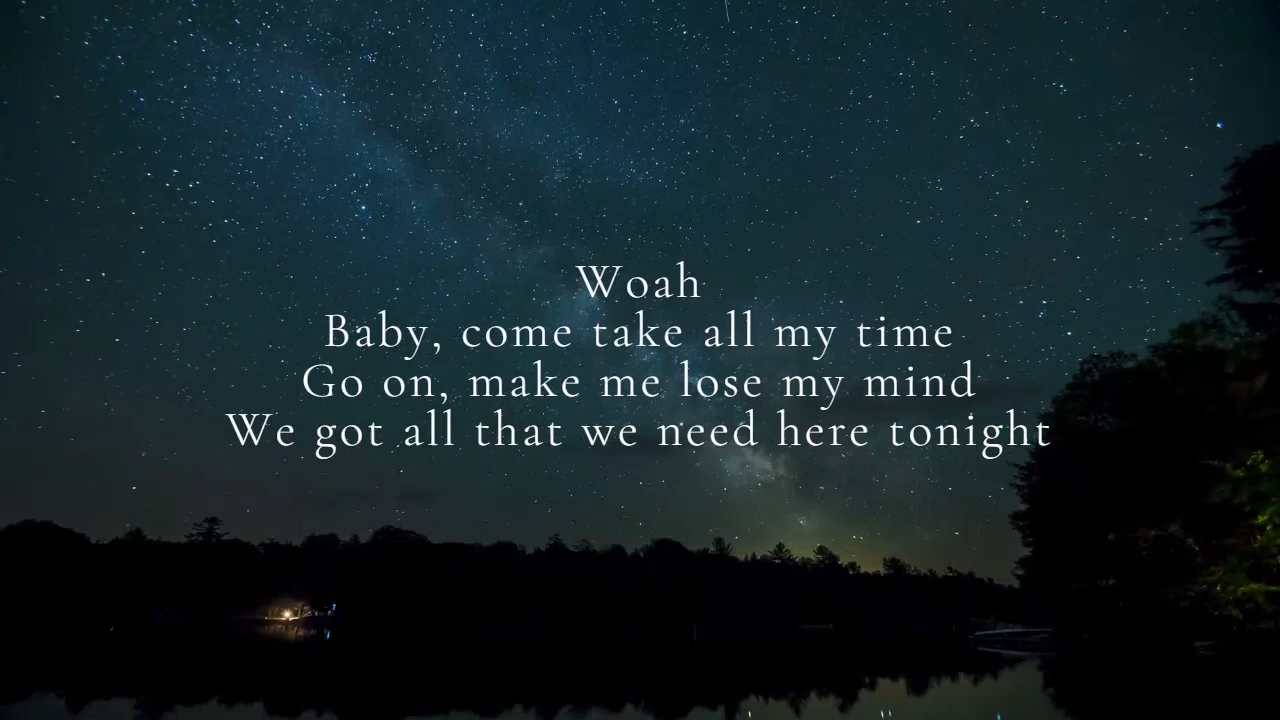 Woah
Baby, come take all my time
Go on, make me lose my mind
We got all that we need here tonight